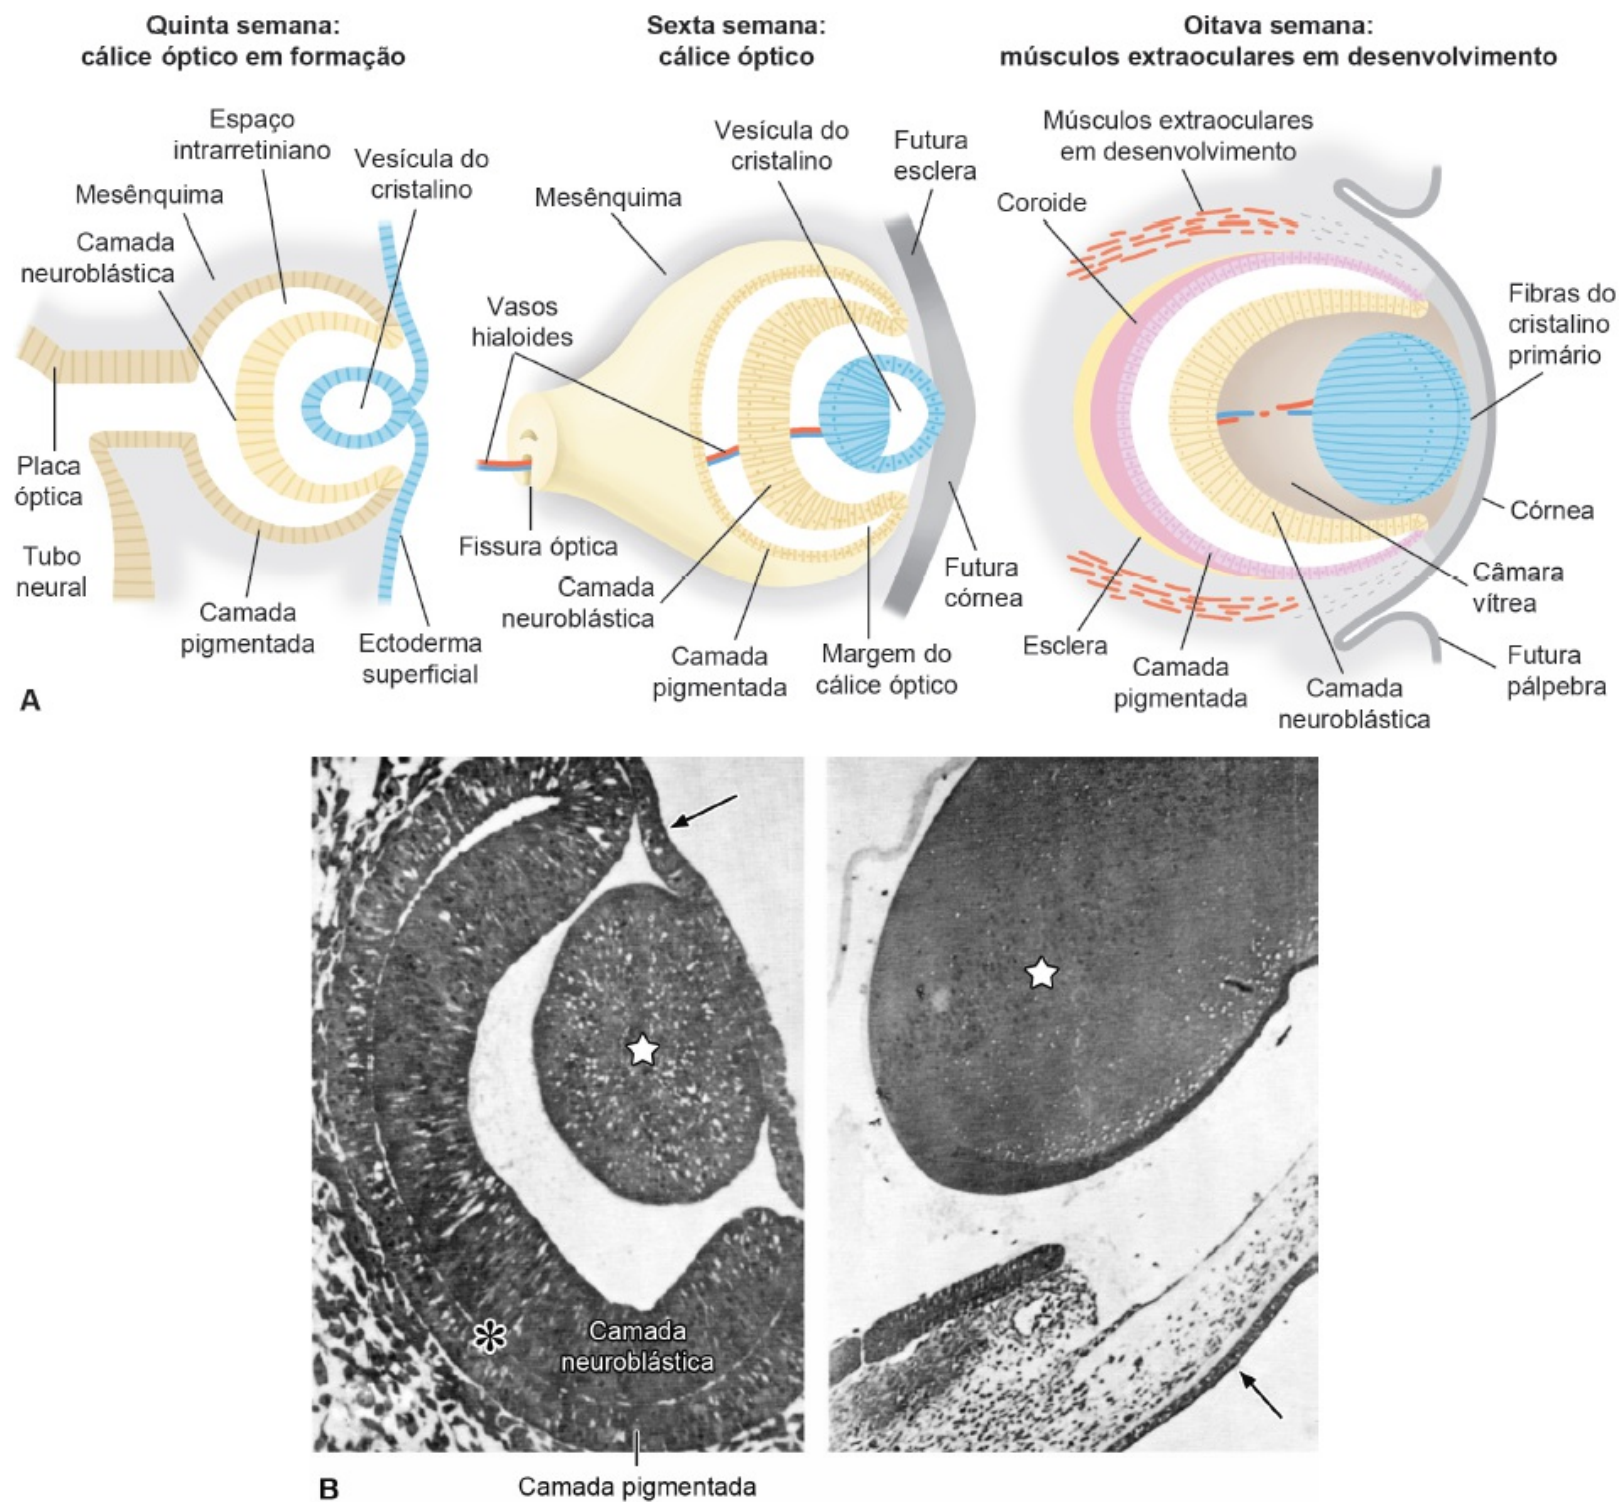 Quinta semana:
cálice óptico em formação
Espaço
intrarretiniano
Vesícula do
cristalino
Mesênquima
Camada
neuroblástica
Placa
óptica
Tubo
neural
Camada
pigmentada
Ectoderma
superficial
Sexta semana:
cálice óptico
Vesícula do
cristalino
Futura
esclera
Mesênquima
Vasos
hialoides
Fissura óptica
Camada
neuroblástica
Camada
pigmentada
Margem do
cálice óptico
Futura
córnea
Oitava semana:
músculos extraoculares em desenvolvimento
Músculos extraoculares
em desenvolvimento
Coroide
Fibras do
cristalino
primário
Córnea
Câmara
vítrea
Esclera
Camada
pigmentada
Camada
neuroblástica
Futura
pálpebra
A
Camada
neuroblástica
Camada pigmentada
B